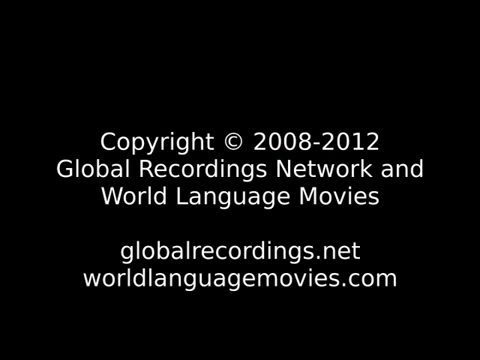 Copyright © 2008-2012
Global Recordings Network and
World Language Movies
globalrecordings.net
worldlanguagemovies.com